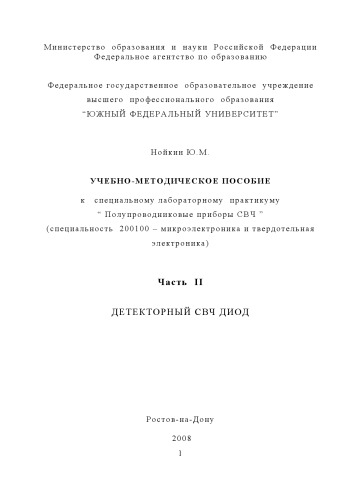 Министерство образования и науки Российской Федерации
Федеральное агентство по образованию
Федеральное государственное образовательное учреждение
высшего профессионального образования
“ЮЖНЫЙ ФЕДЕРАЛЬНЫЙ УНИВЕРСИТЕТ”
Нойкин Ю.М.
УЧЕБНО-МЕТОДИЧЕСКОЕ ПОСОБИЕ
к специальному лабораторному практикуму
“ Полупроводниковые приборы СВЧ ”
(специальность 200100 – микроэлектроника и твердотельная
электроника)
Часть II
ДЕТЕКТОРНЫЙ СВЧ ДИОД
Ростов-на-Дону
2008
1